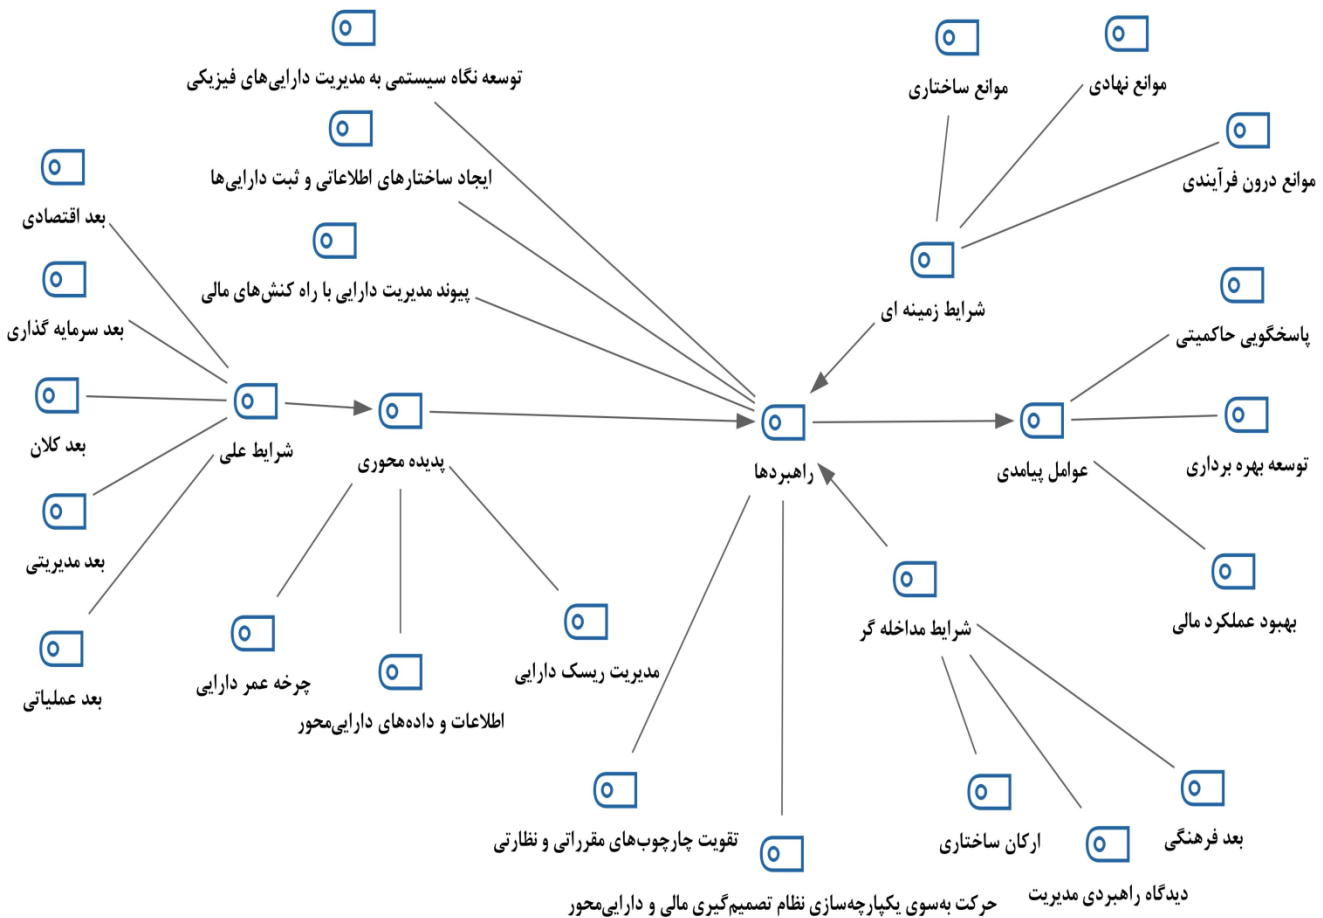 توسعه نگاه سیستمی به مدیریت دارایی‌های فیزیکی
موانع ساختاری
موانع نهادی
ایجاد ساختارهای اطلاعاتی و ثبت دارایی‌ها
موانع درون فرآیندی
بعد اقتصادی
پیوند مدیریت دارایی با راه کنش‌های مالی
شرایط زمینه ای
بعد سرمایه گذاری
پاسخگویی حاکمیتی
بعد کلان
شرایط علی
پدیده محوری
راهبردها
عوامل پیامدی
توسعه بهره برداری
بعد مدیریتی
شرایط مداخله گر
بهبود عملکرد مالی
بعد عملیاتی
چرخه عمر دارایی
اطلاعات و داده‌های دارایی‌محور
مدیریت ریسک دارایی
تقویت چارچوب‌های مقرراتی و نظارتی
ارکان ساختاری
بعد فرهنگی
حرکت به‌سوی یکپارچه‌سازی نظام تصمیم‌گیری مالی و دارایی‌محور
دیدگاه راهبردی مدیریت